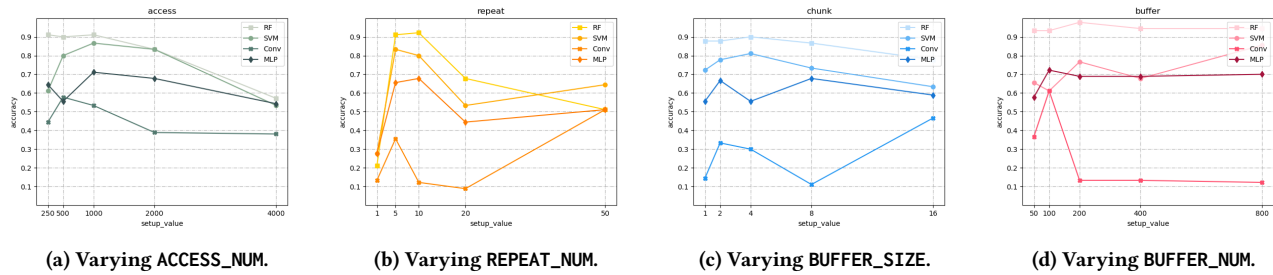 access
0.9
0.8
0.7
0.6
0.5
0.4
0.3
0.2
0.1
accuracy
250 500 1000 2000 4000
setup_value
RF
SVM
Conv
MLP
(a) Varying ACCESS_NUM.
repeat
0.9
0.8
0.7
0.6
0.5
0.4
0.3
0.2
0.1
accuracy
1 5 10 20 50
setup_value
RF
SVM
Conv
MLP
(b) Varying REPEAT_NUM.
chunk
0.9
0.8
0.7
0.6
0.5
0.4
0.3
0.2
0.1
accuracy
1 2 4 8 16
setup_value
RF
SVM
Conv
MLP
(c) Varying BUFFER_SIZE.
buffer
0.9
0.8
0.7
0.6
0.5
0.4
0.3
0.2
0.1
accuracy
50 100 200 400 800
setup_value
RF
SVM
Conv
MLP
(d) Varying BUFFER_NUM.